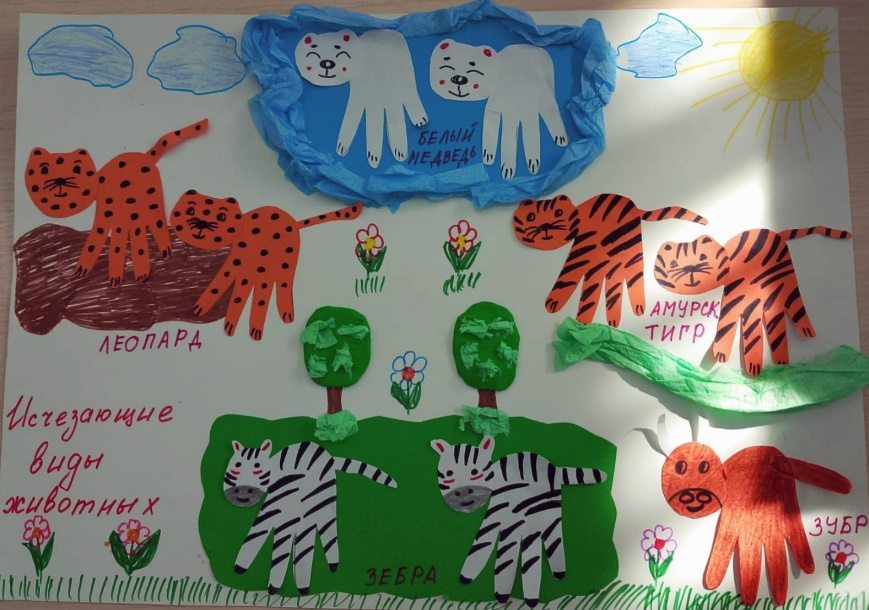 БЕЛЫЙ
МЕДВЕДЬ
ЛЕОПАРД
АМУРСК
ТИГР
Исчезающие
виды
животных
ЗЕБРА
ЗУБР